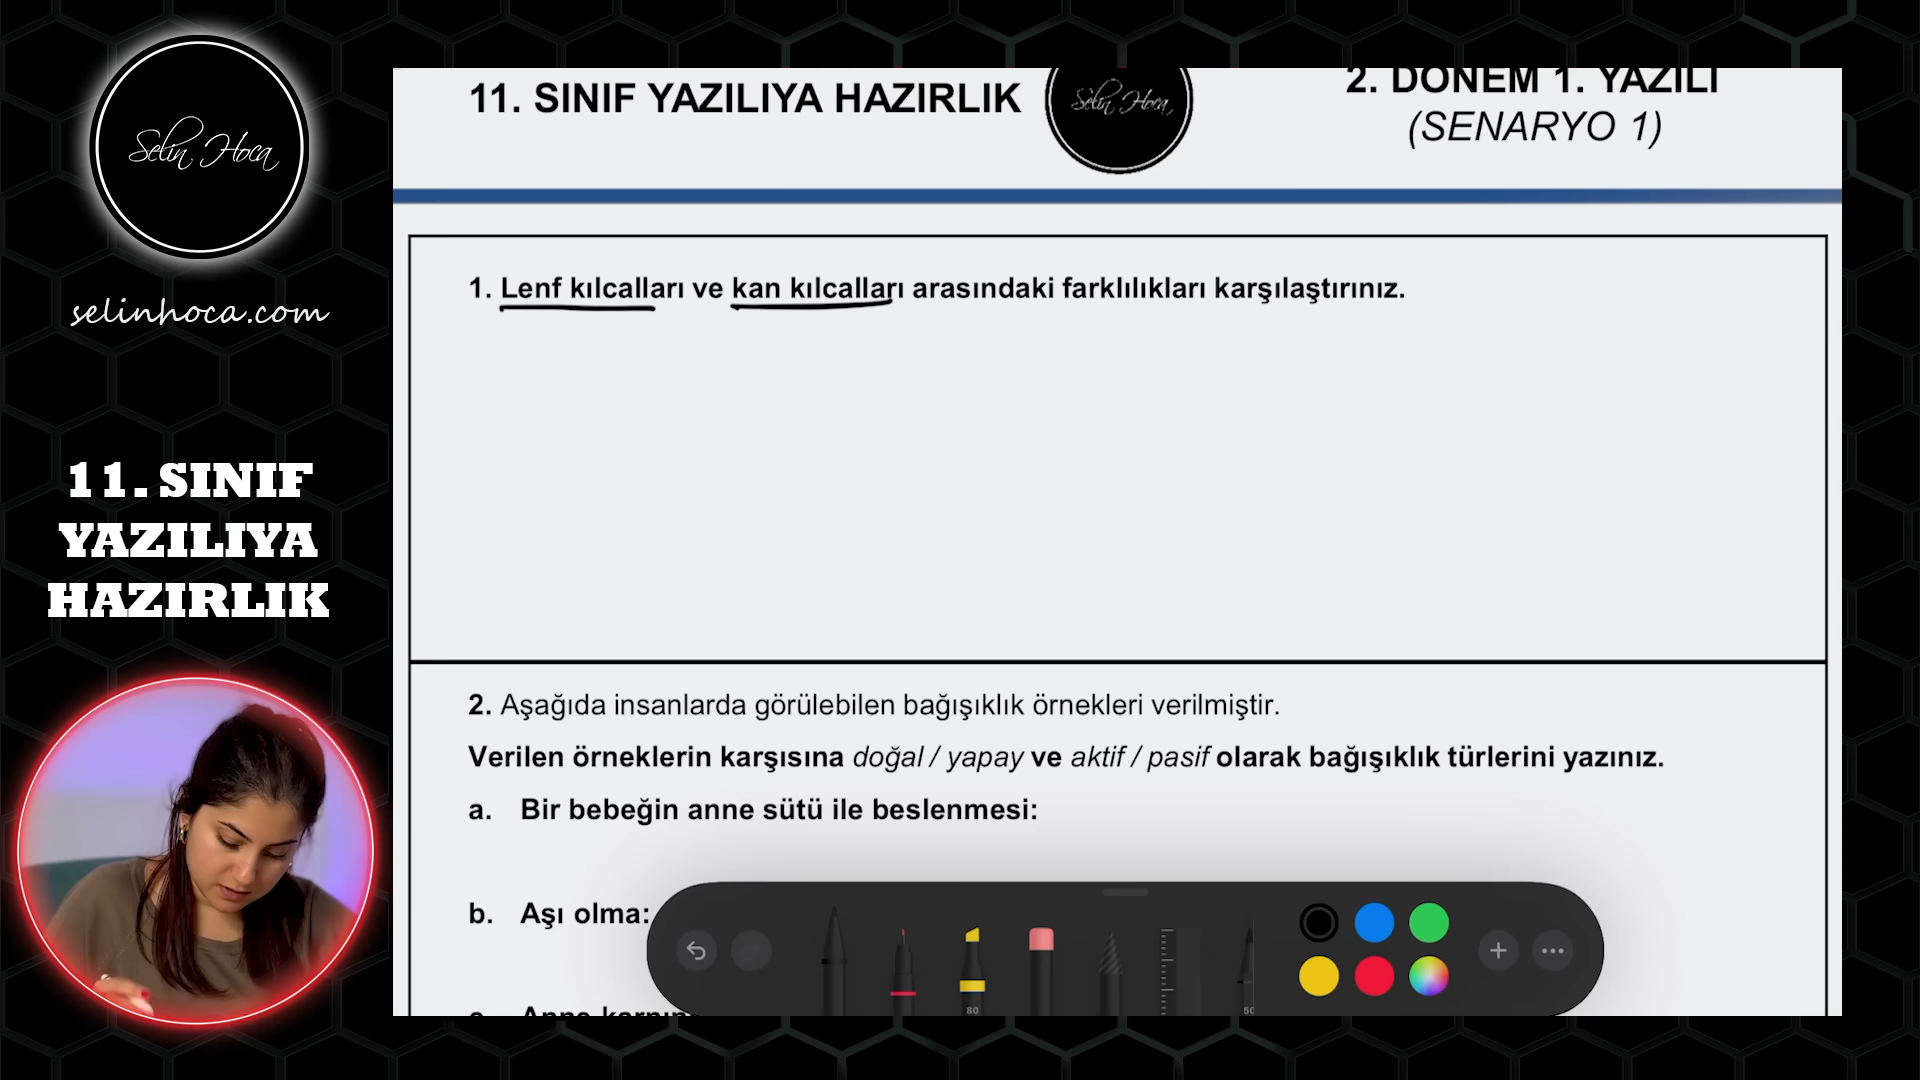 Selin Hoca
selinhoca.com
11. SINIF
YAZILIYA
HAZIRLIK
11. SINIF YAZILIYA HAZIRLIK
Selin Hoca
2. DÖNEM 1. YAZILI
(SENARYO 1)
1. Lenf kılcalları ve kan kılcalları arasındaki farklılıkları karşılaştırınız.
2. Aşağıda insanlarda görülebilen bağışıklık örnekleri verilmiştir.
Verilen örneklerin karşısına doğal / yapay ve aktif / pasif olarak bağışıklık türlerini yazınız.
a. Bir bebeğin anne sütü ile beslenmesi:
b. Aşı olma:
80